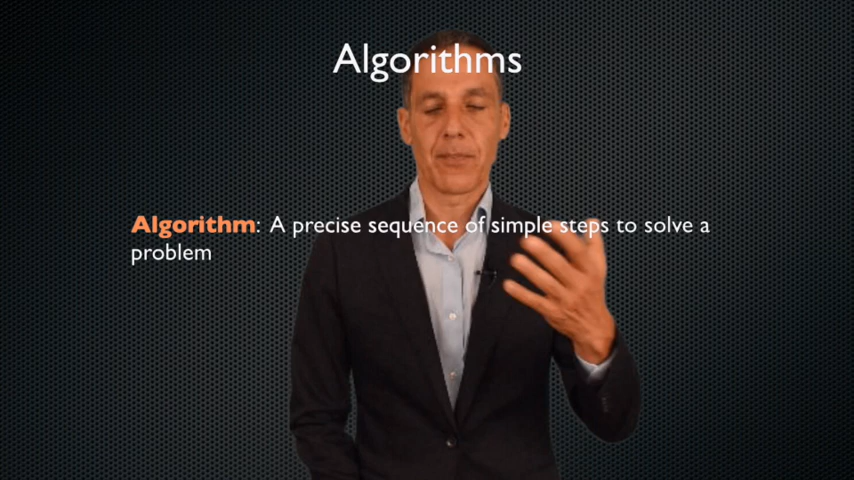 Algorithms
Algorithm: A precise sequence of simple steps to solve a
problem